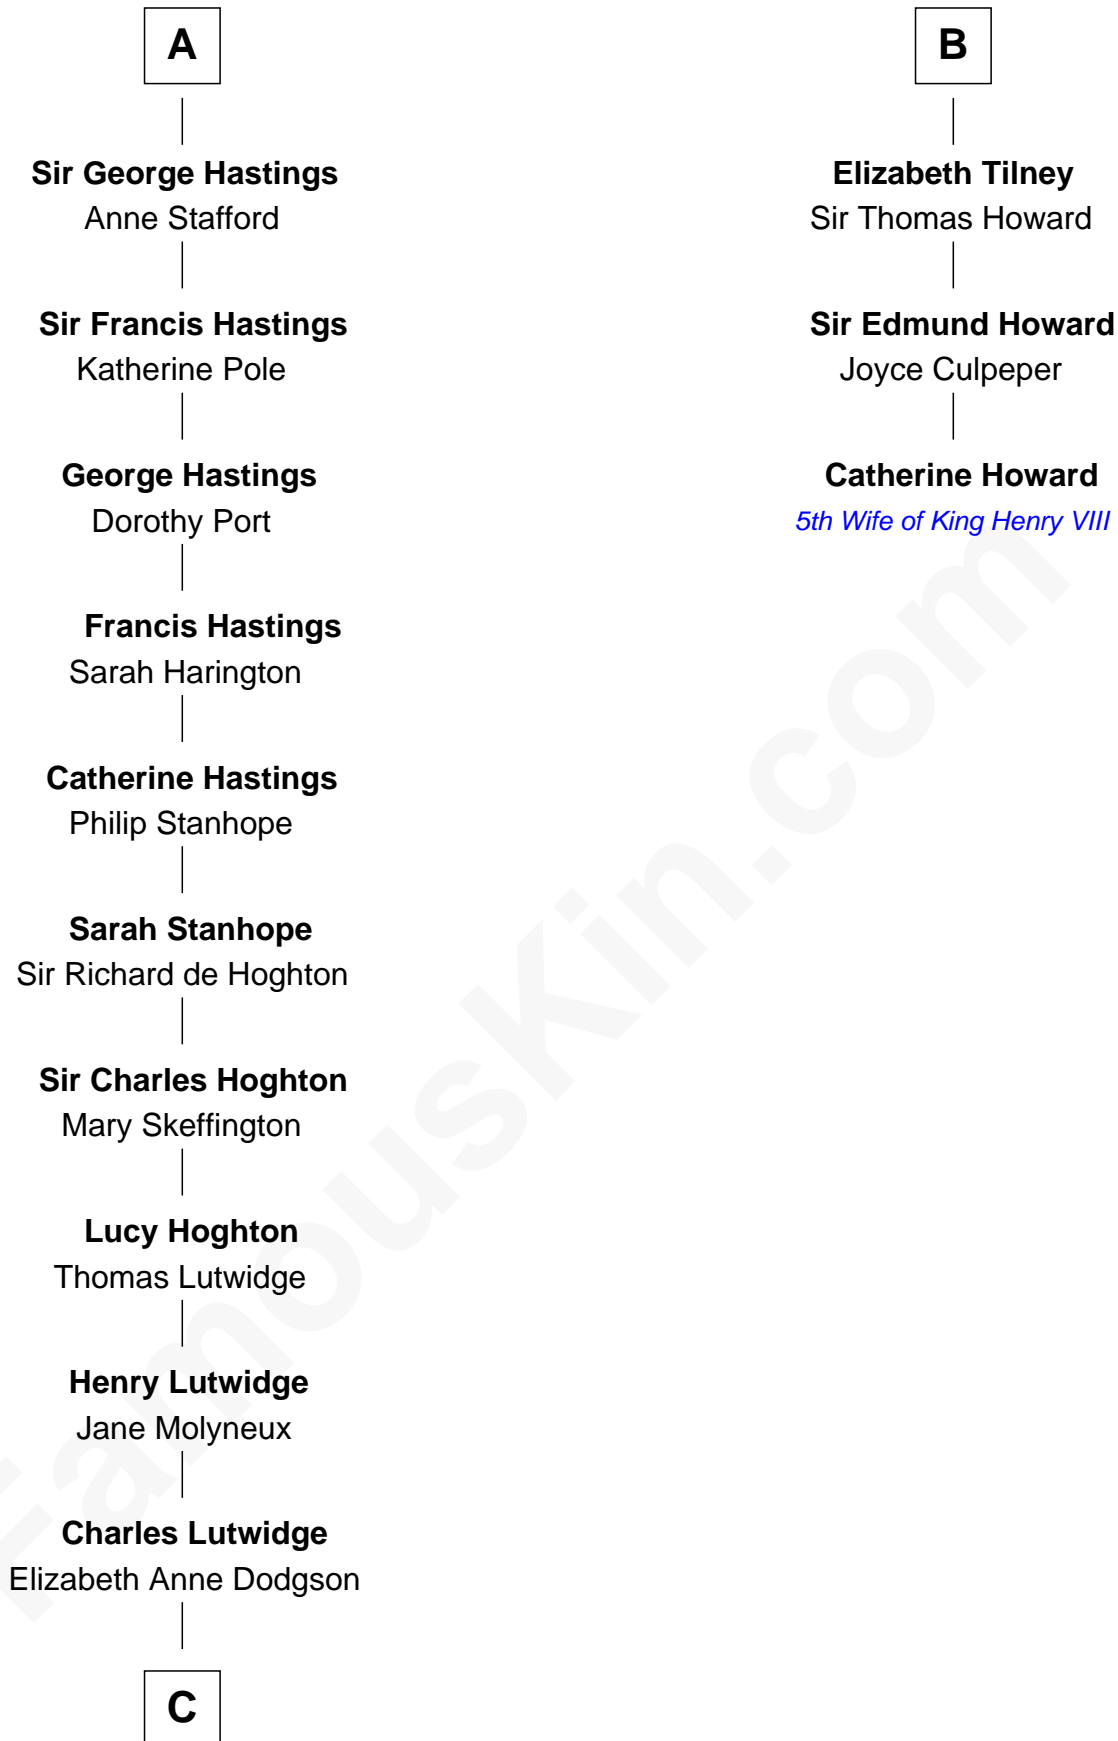 A
Sir George Hastings
Anne Stafford
Sir Francis Hastings
Katherine Pole
George Hastings
Dorothy Port
Francis Hastings
Sarah Harington
Catherine Hastings
Philip Stanhope
Sarah Stanhope
Sir Richard de Hoghton
Sir Charles Hoghton
Mary Skeffington
Lucy Hoghton
Thomas Lutwidge
Henry Lutwidge
Jane Molyneux
Charles Lutwidge
Elizabeth Anne Dodgson
C
B
Elizabeth Tilney
Sir Thomas Howard
Sir Edmund Howard
Joyce Culpeper
Catherine Howard
5th Wife of King Henry VIII
FamousKin.com